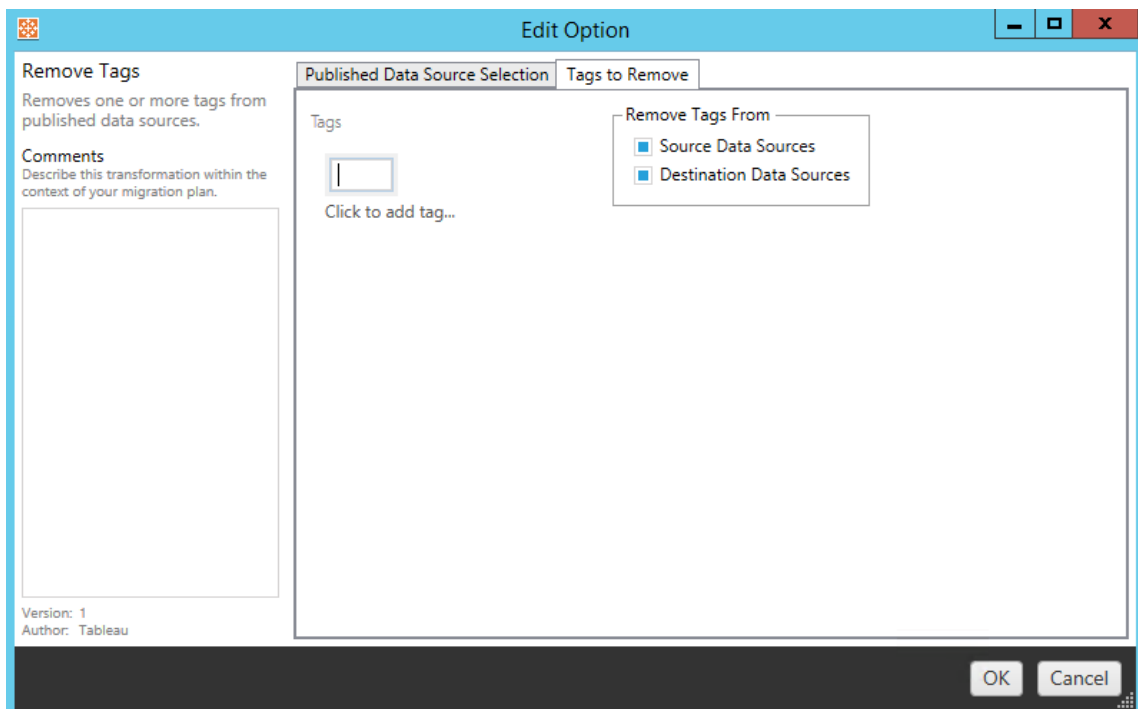 Edit Option
Remove Tags
Removes one or more tags from
published data sources.
Comments
Describe this transformation within the
context of your migration plan.
Version: 1
Author: Tableau
Published Data Source Selection
Tags to Remove
Tags
Click to add tag...
Remove Tags From
Source Data Sources
Destination Data Sources
OK
Cancel